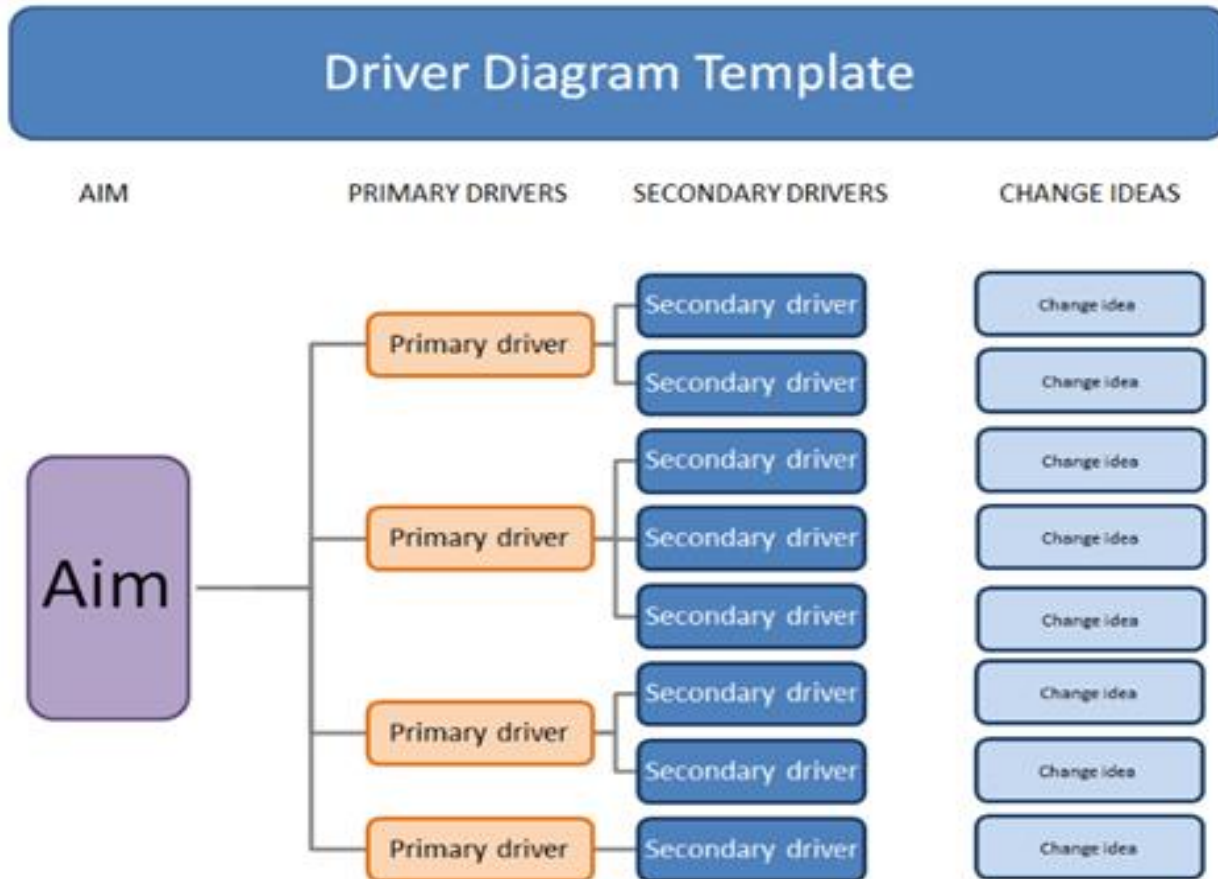 Driver Diagram Template
AIM PRIMARY DRIVERS SECONDARY DRIVERS CHANGE IDEAS
Secondary driver Change idea
Primary driver
Secondary driver Change idea
Secondary driver Change idea
Primary driver Secondary driver Change idea
Aim
Secondary driver Change idea
Secondary driver Change idea
Primary driver
Secondary driver Change idea
Primary driver Secondary driver Change idea